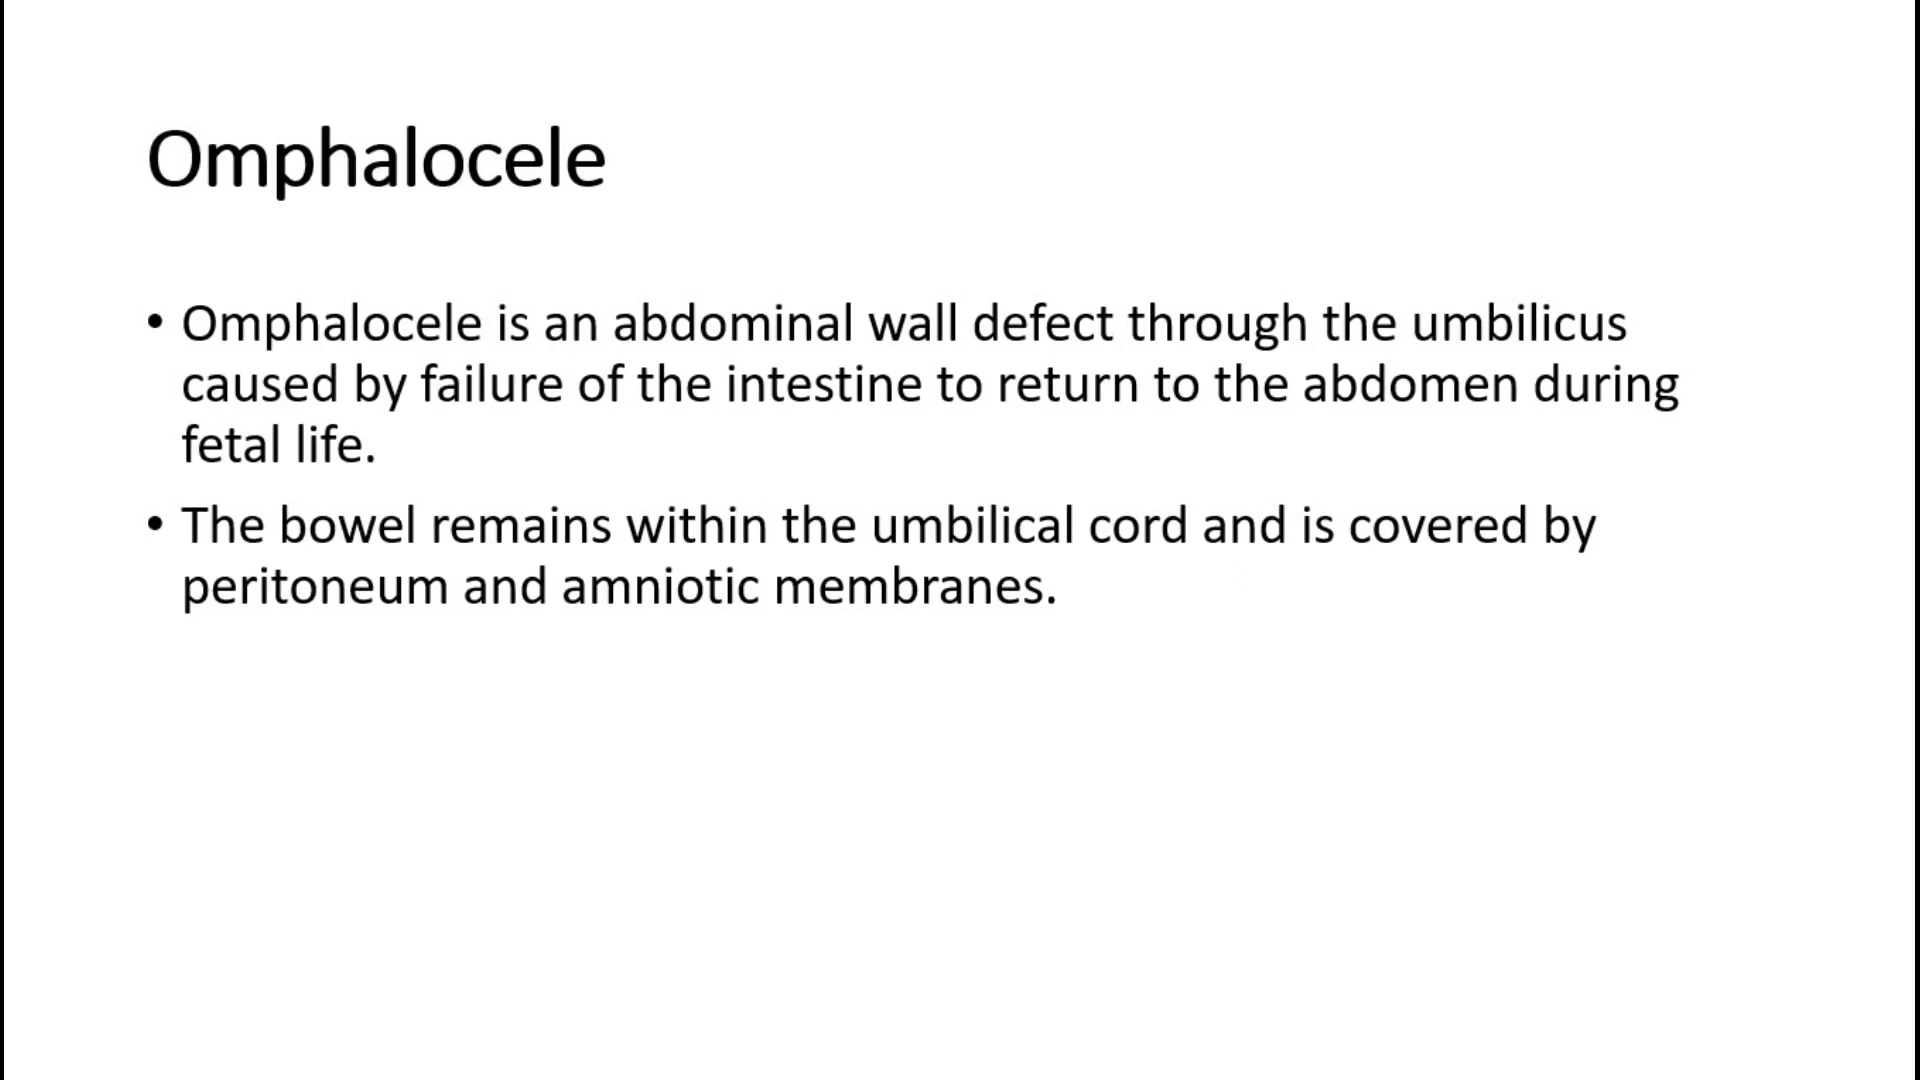 Omphalocele
• Omphalocele is an abdominal wall defect through the umbilicus
caused by failure of the intestine to return to the abdomen during
fetal life.
• The bowel remains within the umbilical cord and is covered by
peritoneum and amniotic membranes.